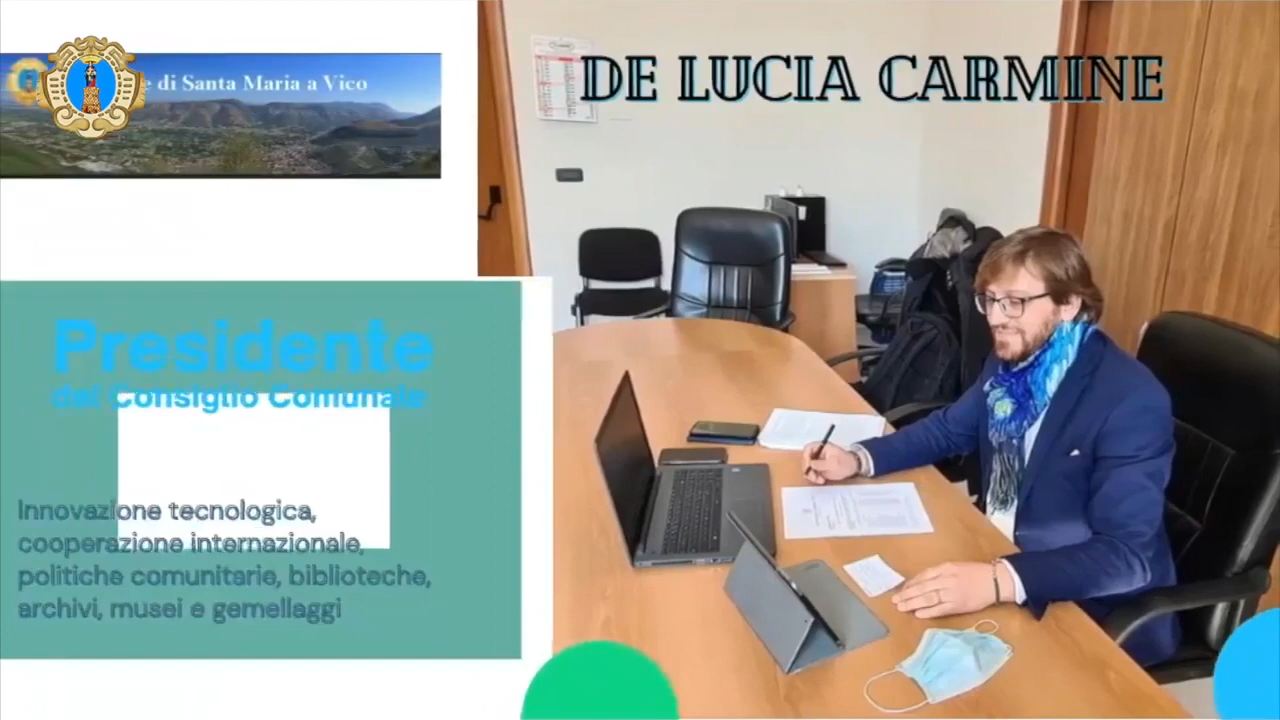 e di Santa Maria a Vico
DE LUCIA CARMINE
Presidente
del Consiglio Comunale
Innovazione tecnologica,
cooperazione internazionale,
politiche comunitarie, biblioteche,
archivi, musei e gemellaggi